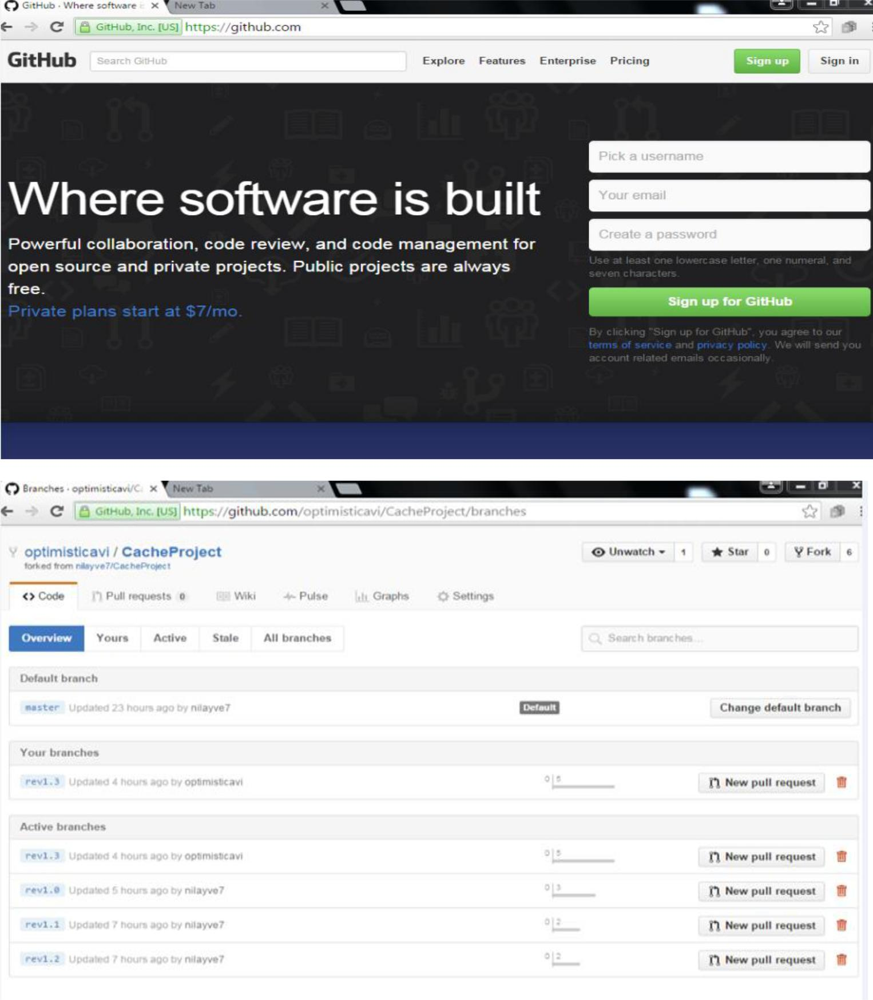 GitHub · Where software i
New Tab
GitHub, Inc. [US] https://github.com
GitHub Search GitHub Explore Features Enterprise Pricing Sign up Sign in
Pick a username
Your email
Where software is built
Create a password
Powerful collaboration, code review, and code management for
open source and private projects. Public projects are always
free.
Private plans start at $7/mo.
Use at least one lowercase letter, one numeral, and
seven characters.
Sign up for GitHub
By clicking "Sign up for GitHub", you agree to our
terms of service and privacy policy. We will send you
account related emails occasionally.
Branches · optimisticavi/C
New Tab
GitHub, Inc. [US] https://github.com/optimisticavi/CacheProject/branches
optimisticavi / CacheProject Unwatch 1 Star 0 Fork 6
forked from nilayve7/CacheProject
Code Pull requests 0 Wiki Pulse Graphs Settings
Overview Yours Active Stale All branches Search branches...
Default branch
master Updated 23 hours ago by nilayve7 Default Change default branch
Your branches
rev1.3 Updated 4 hours ago by optimisticavi 0 5 New pull request
Active branches
rev1.3 Updated 4 hours ago by optimisticavi 0 5 New pull request
rev1.0 Updated 5 hours ago by nilayve7 0 3 New pull request
rev1.1 Updated 7 hours ago by nilayve7 0 2 New pull request
rev1.2 Updated 7 hours ago by nilayve7 0 2 New pull request